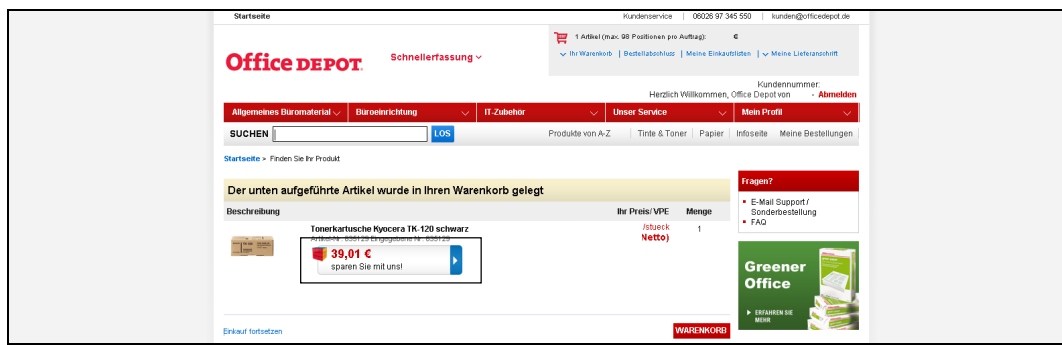 Startseite
Kundenservice | 06026 97 345 550 | kunden@officedepot.de
1 Artikel (max. 98 Positionen pro Auftrag): €
Ihr Warenkorb | Bestellabschluss | Meine Einkaufslisten | Meine Lieferanschrift
Office DEPOT.
Schnellerfassung
Kundennummer:
Herzlich Willkommen, Office Depot von - Abmelden
Allgemeines Büromaterial Büroeinrichtung IT-Zubehör Unser Service Mein Profil
SUCHEN LOS
Produkte von A-Z | Tinte & Toner | Papier | Infoseite Meine Bestellungen
Startseite > Finden Sie Ihr Produkt
Der unten aufgeführte Artikel wurde in Ihren Warenkorb gelegt
Beschreibung Ihr Preis/ VPE Menge
Tonerkartusche Kyocera TK-120 schwarz /stueck 1
Netto)
39,01 €
sparen Sie mit uns!
Einkauf fortsetzen
WARENKORB
Fragen?
E-Mail Support /
Sonderbestellung
FAQ
Greener
Office
ERFAHREN SIE
MEHR